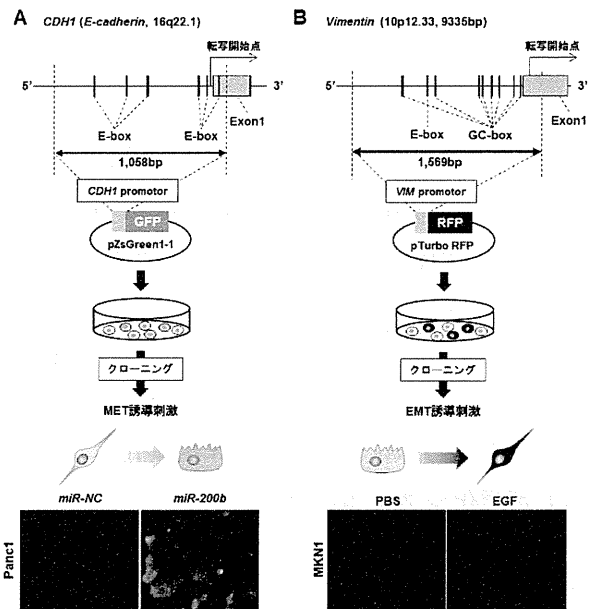 A CDH1 (E-cadherin, 16q22.1)
転写開始点
5’ 3’
E-box E-box Exon1
1,058bp
CDH1 promotor
GFP
pZsGreen1-1
クローニング
MET誘導刺激
miR-NC miR-200b
Panc1
B Vimentin (10p12.33, 9335bp)
転写開始点
5’ 3’
E-box GC-box Exon1
1,569bp
VIM promotor
RFP
pTurbo RFP
クローニング
EMT誘導刺激
PBS EGF
MKN1